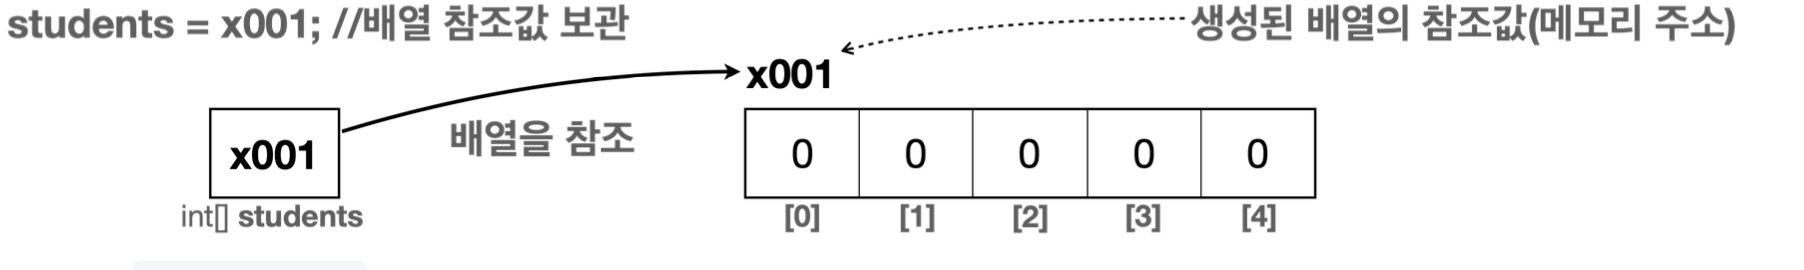 students = x001; //배열 참조값 보관
생성된 배열의 참조값(메모리 주소)
x001
x001
배열을 참조
0 0 0 0 0
int[] students
[0] [1] [2] [3] [4]